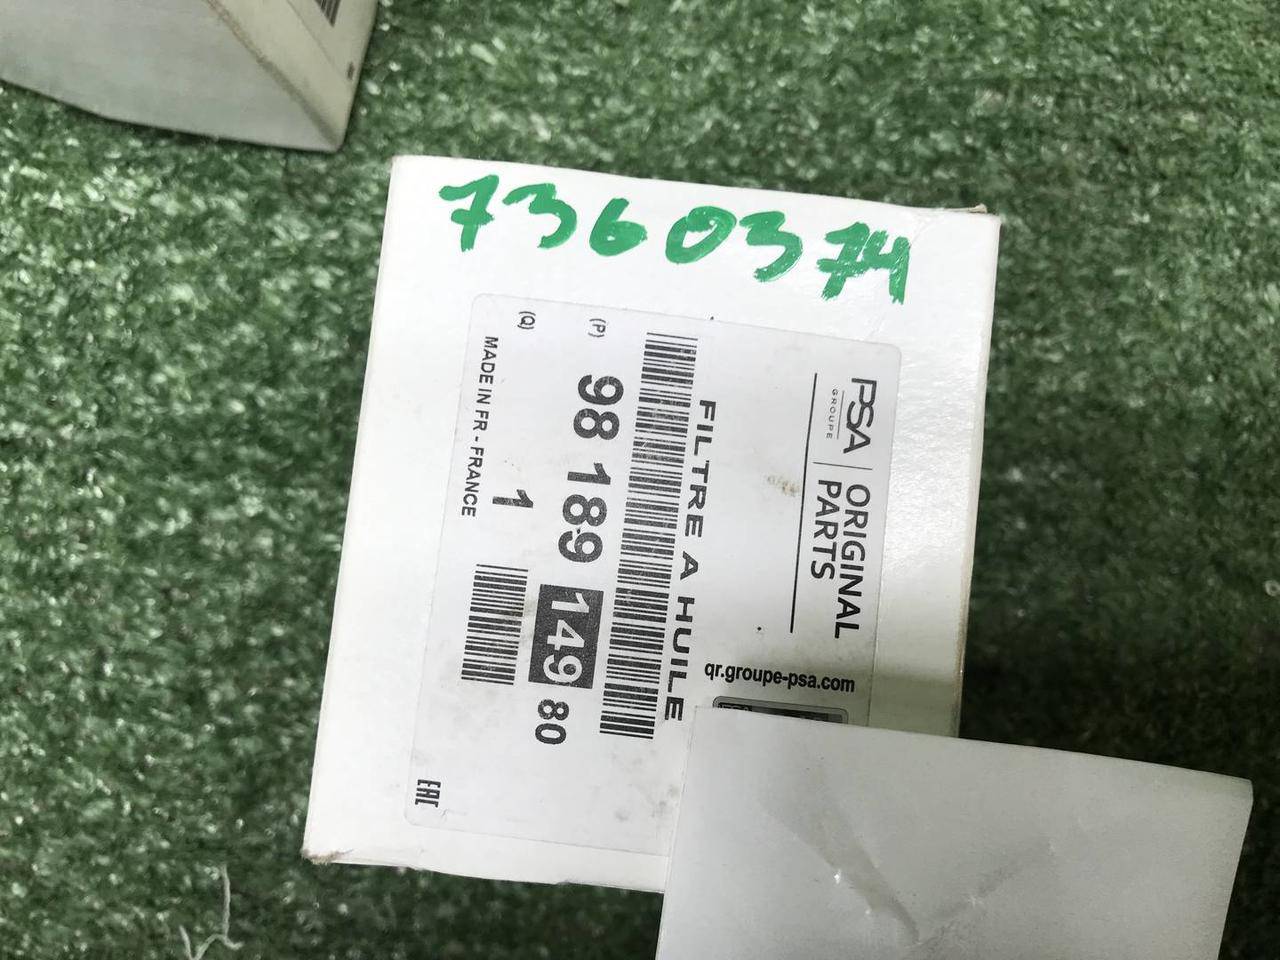 7360374
PSA
GROUPE
ORIGINAL
PARTS
qr.groupe-psa.com
FILTRE A HUILE
(P) 98 189 149 80
(Q) 1
MADE IN FR - FRANCE
EAC